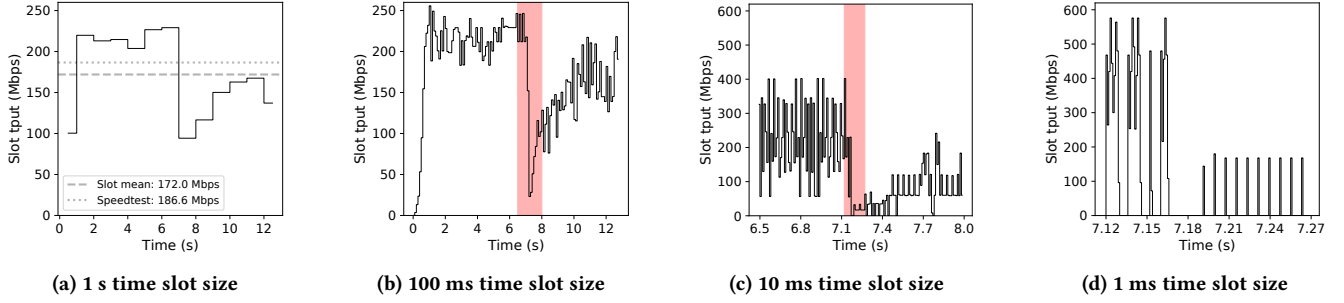 250
200
150
100
50
0
Slot tput (Mbps)
Slot mean: 172.0 Mbps
Speedtest: 186.6 Mbps
0 2 4 6 8 10 12
Time (s)
(a) 1 s time slot size
250
200
150
100
50
0
Slot tput (Mbps)
0 2 4 6 8 10 12
Time (s)
(b) 100 ms time slot size
600
500
400
300
200
100
0
Slot tput (Mbps)
6.5 6.8 7.1 7.4 7.7 8.0
Time (s)
(c) 10 ms time slot size
600
500
400
300
200
100
0
Slot tput (Mbps)
7.12 7.15 7.18 7.21 7.24 7.27
Time (s)
(d) 1 ms time slot size